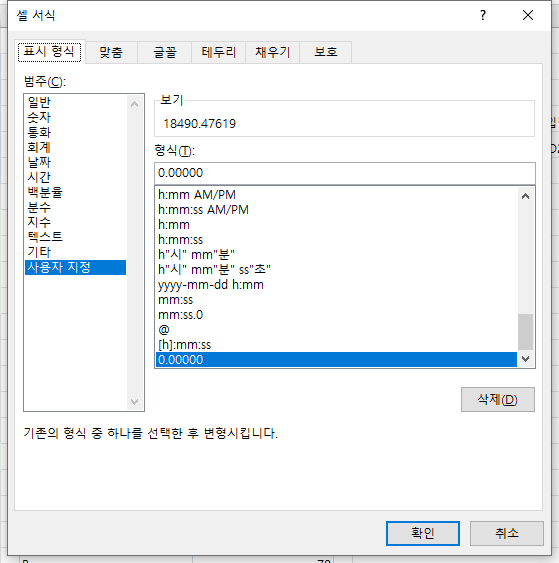 셀 서식
? ×
표시 형식 맞춤 글꼴 테두리 채우기 보호
범주(C):
일반
숫자
통화
회계
날짜
시간
백분율
분수
지수
텍스트
기타
사용자 지정
보기
18490.47619
형식(T):
0.00000
h:mm AM/PM
h:mm:ss AM/PM
h:mm
h:mm:ss
h"시" mm"분"
h"시" mm"분" ss"초"
yyyy-mm-dd h:mm
mm:ss
mm:ss.0
@
[h]:mm:ss
0.00000
삭제(D)
기존의 형식 중 하나를 선택한 후 변형시킵니다.
확인 취소